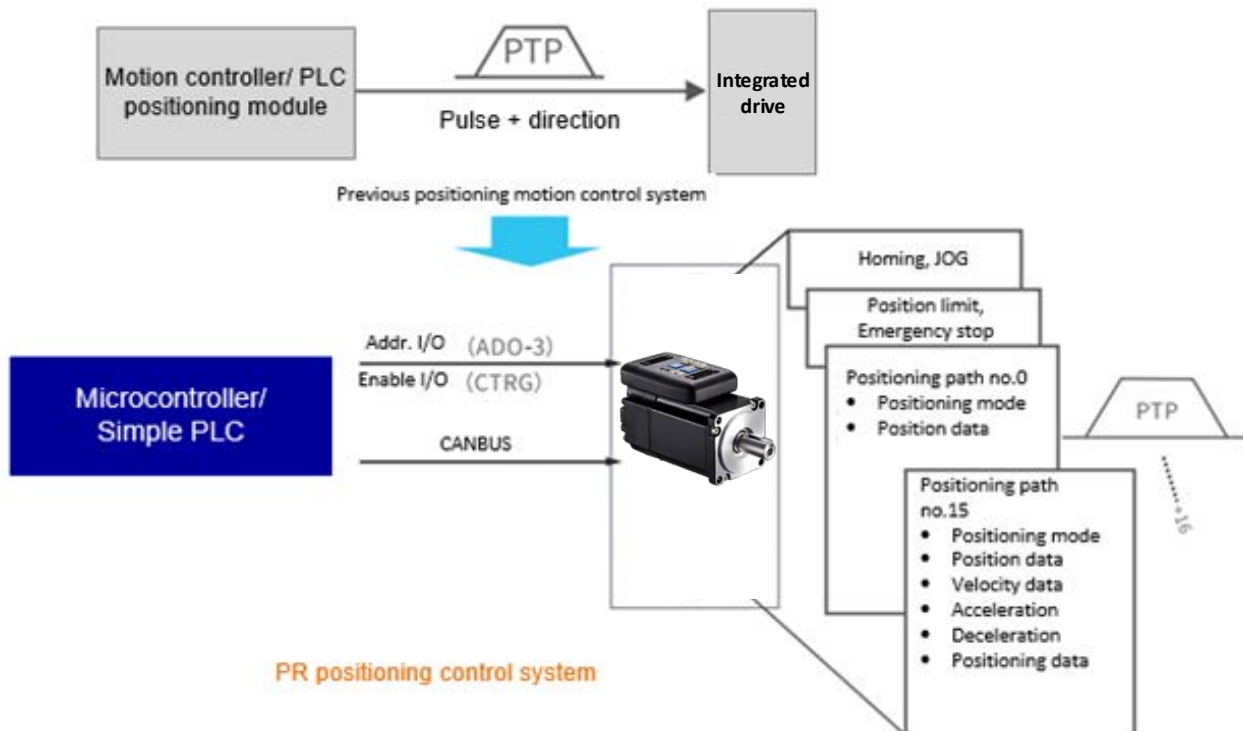 PTP
Motion controller/ PLC
positioning module
Integrated
drive
Pulse + direction
Previous positioning motion control system
Homing, JOG
Position limit,
Emergency stop
Addr. I/O (ADO-3)
Enable I/O (CTRG)
Microcontroller/
Simple PLC
CANBUS
Positioning path no.0
• Positioning mode
• Position data
PTP
Positioning path
no.15
• Positioning mode
• Position data
• Velocity data
• Acceleration
• Deceleration
• Positioning data
+16
PR positioning control system